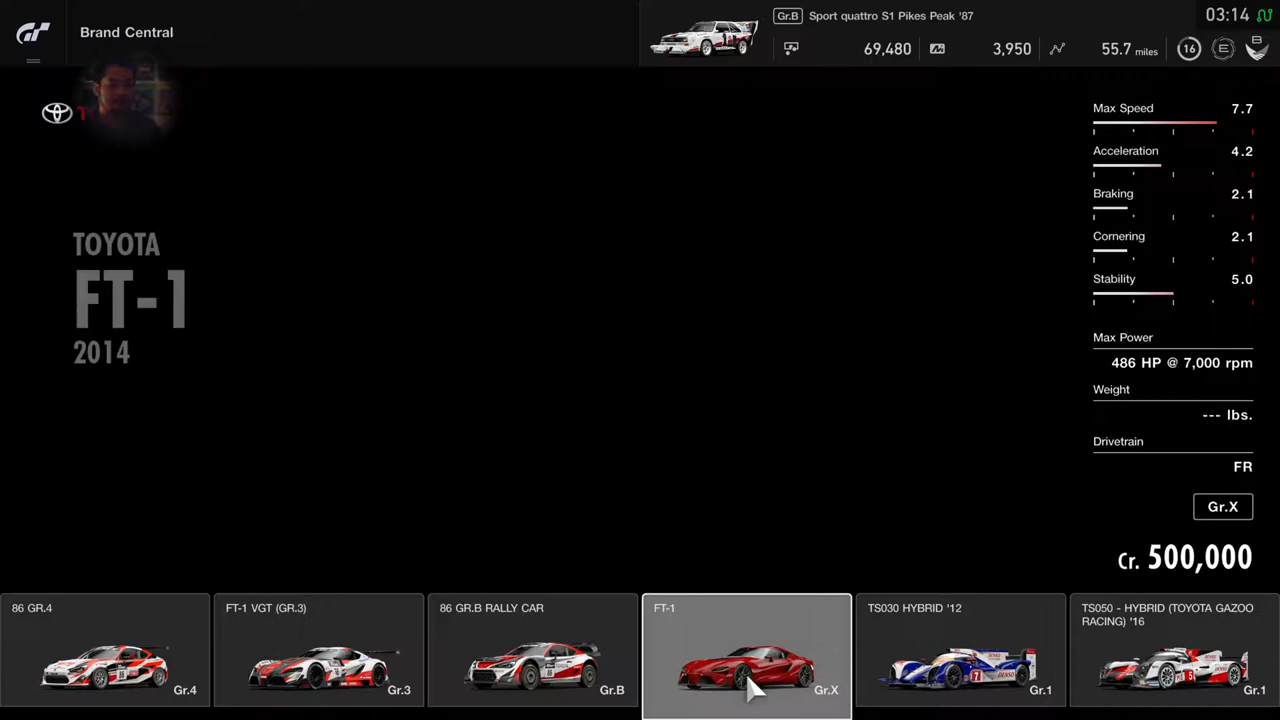 Brand Central
Gr.B Sport quattro S1 Pikes Peak '87
69,480
3,950
55.7 miles
03:14
16
E
B
TOYOTA
FT-1
2014
Max Speed 7.7
Acceleration 4.2
Braking 2.1
Cornering 2.1
Stability 5.0
Max Power
486 HP @ 7,000 rpm
Weight
--- lbs.
Drivetrain
FR
Gr.X
Cr. 500,000
86 GR.4
Gr.4
FT-1 VGT (GR.3)
Gr.3
86 GR.B RALLY CAR
Gr.B
FT-1
Gr.X
TS030 HYBRID '12
Gr.1
TS050 - HYBRID (TOYOTA GAZOO
RACING) '16
Gr.1